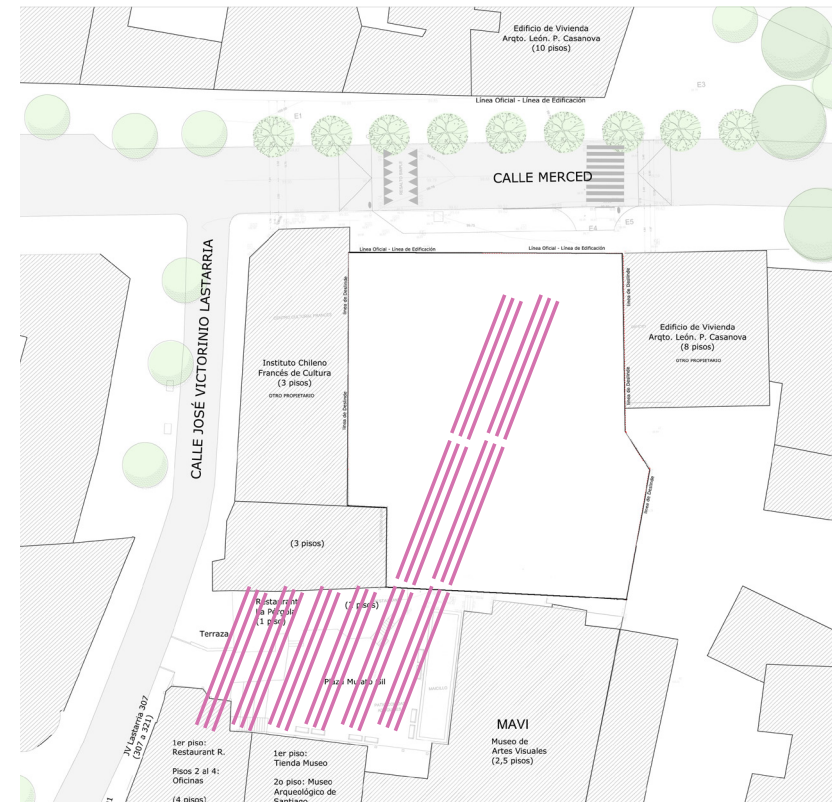 Edificio de Vivienda
Arqto. León. P. Casanova
(10 pisos)
E3
Línea Oficial - Línea de Edificación
E1
CALLE MERCED
E4
E5
Línea Oficial - Línea de Edificación
Línea Oficial - Línea de Edificación
CALLE JOSÉ VICTORINIO LASTARRIA
línea de Deslinde
línea de Deslinde
Instituto Chileno
Francés de Cultura
(3 pisos)
OTRO PROPIETARIO
línea de Deslinde
línea de Deslinde
Edificio de Vivienda
Arqto. León. P. Casanova
(8 pisos)
OTRO PROPIETARIO
línea de Deslinde
(3 pisos)
Restaurant
La Pérgola
(1 piso)
pisos)
Terraza
Plaza Mulato Gil
JV Lastarria 307
(307 a 321)
MAVI
Museo de
Artes Visuales
(2,5 pisos)
1er piso:
Restaurant R.
Pisos 2 al 4:
Oficinas
(4 pisos)
1er piso:
Tienda Museo
2o piso: Museo
Arqueológico de
Santiago